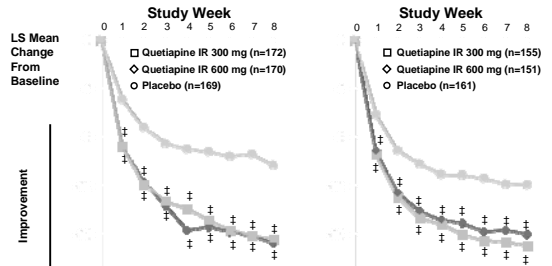 Study Week
0 1 2 3 4 5 6 7 8
LS Mean
Change
From
Baseline
Quetiapine IR 300 mg (n=172)
Quetiapine IR 600 mg (n=170)
Placebo (n=169)
‡ ‡ ‡ ‡ ‡ ‡ ‡ ‡
‡ ‡ ‡ ‡ ‡ ‡ ‡ ‡
Improvement
Study Week
0 1 2 3 4 5 6 7 8
Quetiapine IR 300 mg (n=155)
Quetiapine IR 600 mg (n=151)
Placebo (n=161)
‡ ‡ ‡ ‡ ‡ ‡ ‡ ‡
‡ ‡ ‡ ‡ ‡ ‡ ‡ ‡